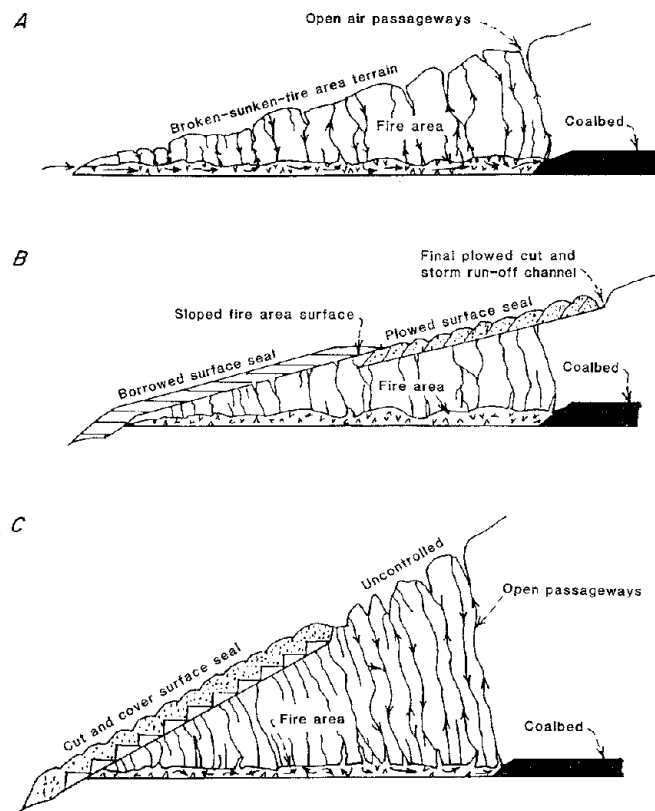 A
Open air passageways
Broken-sunken-fire area terrain
Fire area
Coalbed
B
Final plowed cut and
storm run-off channel
Sloped fire area surface
Plowed surface seal
Borrowed surface seal
Coalbed
Fire area
C
Uncontrolled
Open passageways
Cut and cover surface seal
Fire area
Coalbed